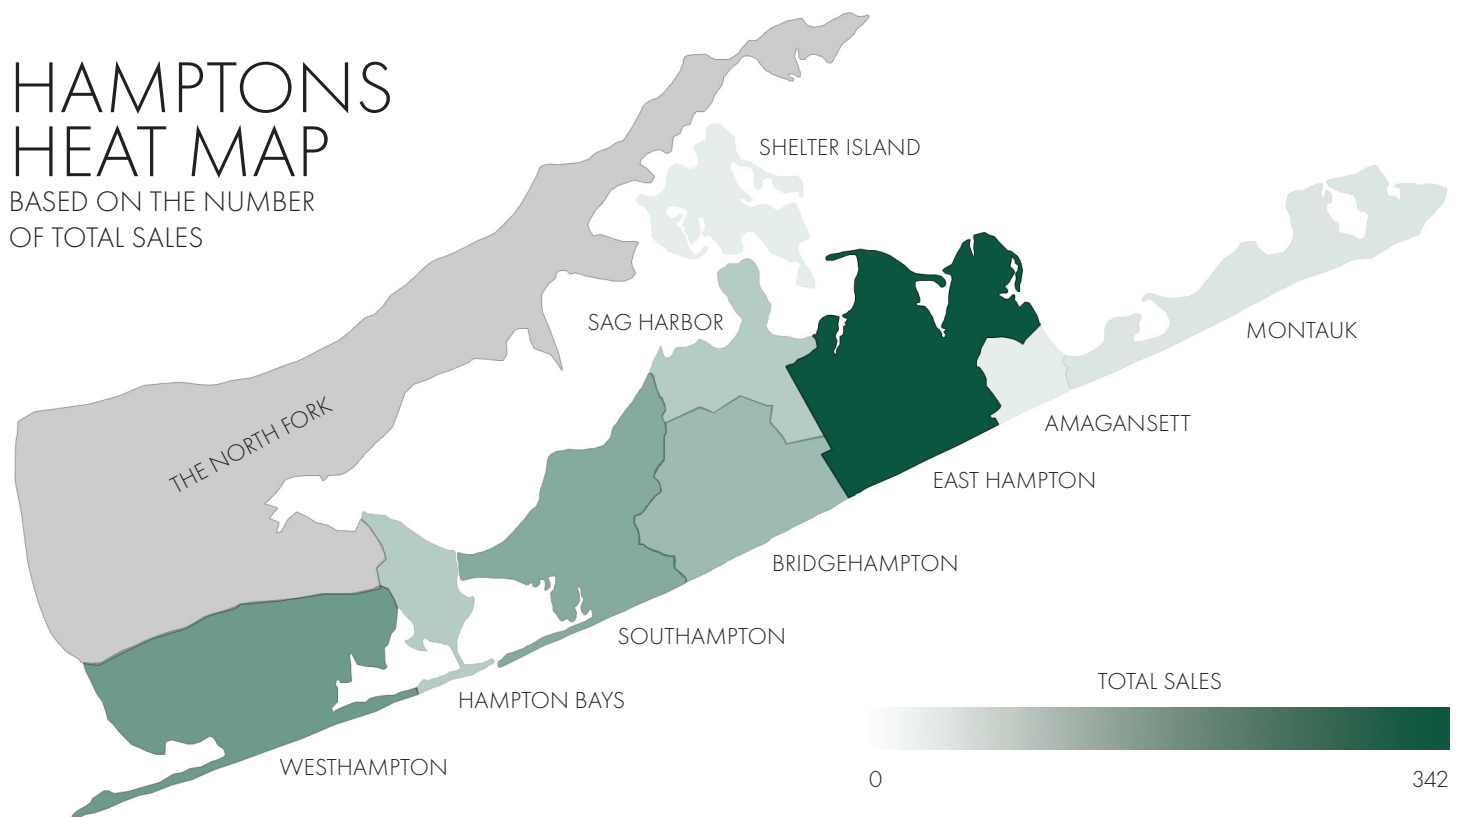 HAMPTONS
HEAT MAP
BASED ON THE NUMBER
OF TOTAL SALES
SHELTER ISLAND
SAG HARBOR
MONTAUK
THE NORTH FORK
AMAGANSETT
EAST HAMPTON
BRIDGEHAMPTON
SOUTHAMPTON
HAMPTON BAYS
WESTHAMPTON
TOTAL SALES
0
342